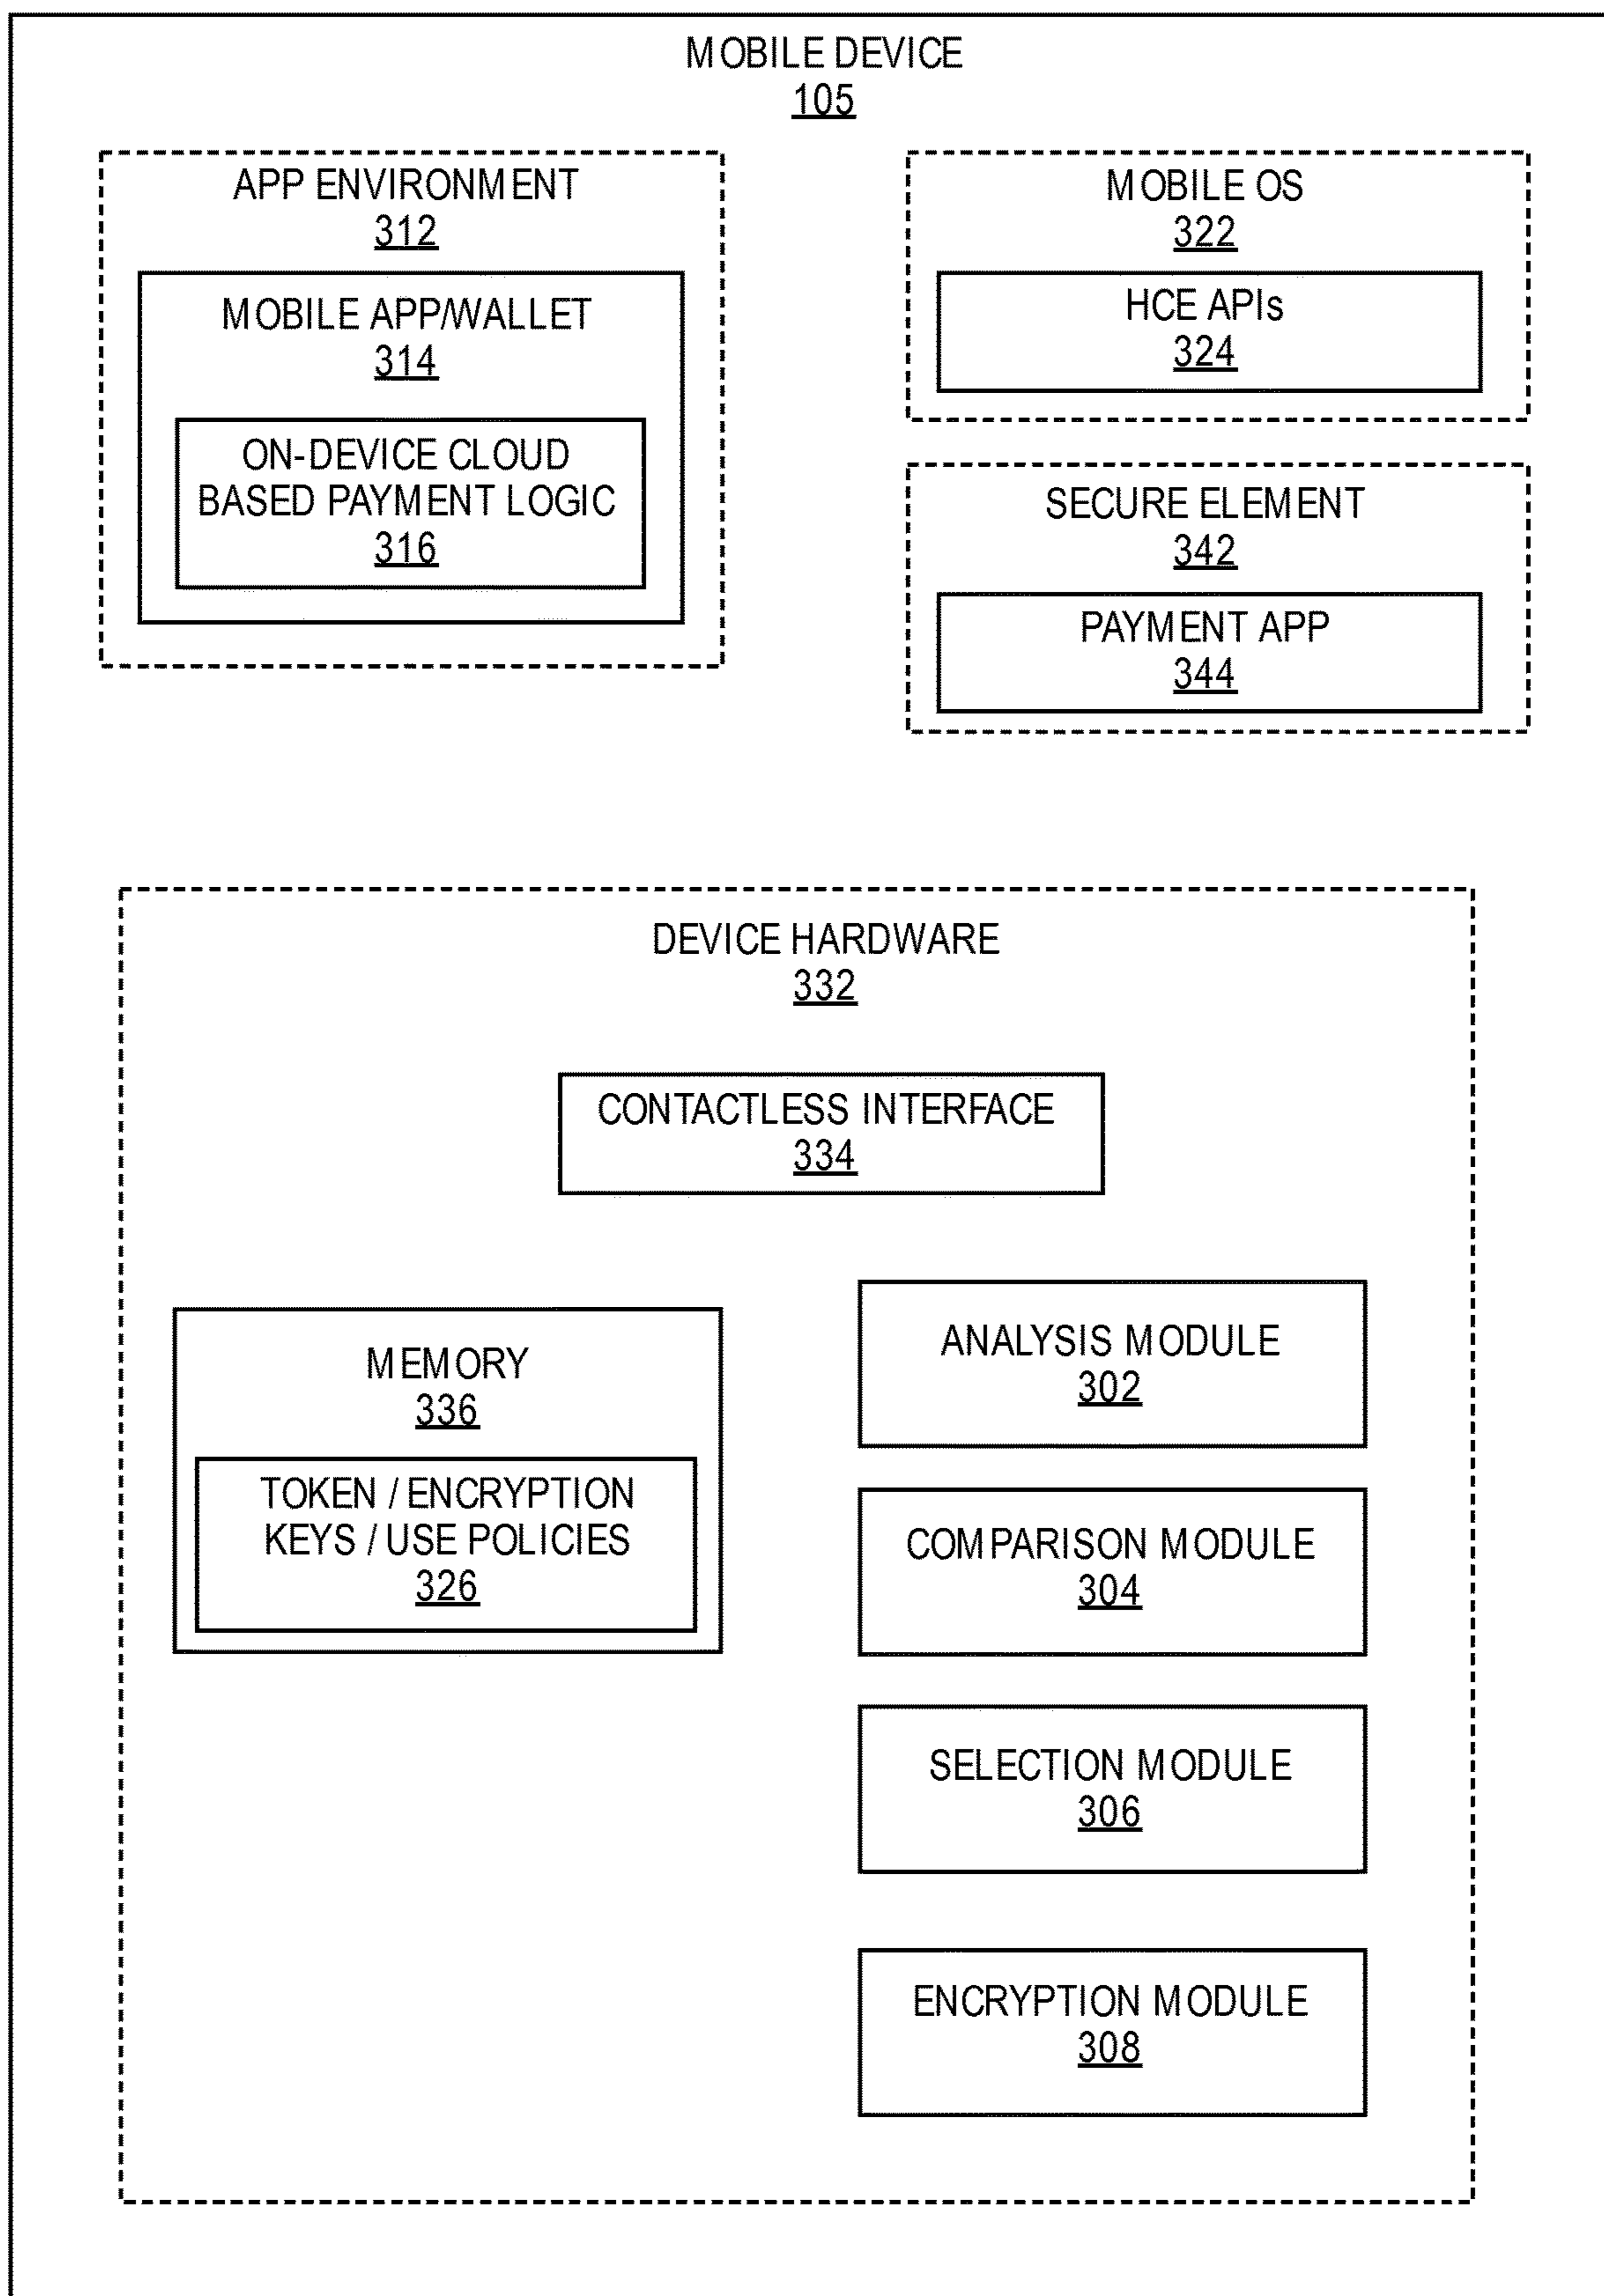 MOBILE DEVICE
105
APP ENVIRONMENT
312
MOBILE APP/WALLET
314
ON-DEVICE CLOUD
BASED PAYMENT LOGIC
316
MOBILE OS
322
HCE APIs
324
SECURE ELEMENT
342
PAYMENT APP
344
DEVICE HARDWARE
332
CONTACTLESS INTERFACE
334
MEMORY
336
TOKEN / ENCRYPTION
KEYS / USE POLICIES
326
ANALYSIS MODULE
302
COMPARISON MODULE
304
SELECTION MODULE
306
ENCRYPTION MODULE
308